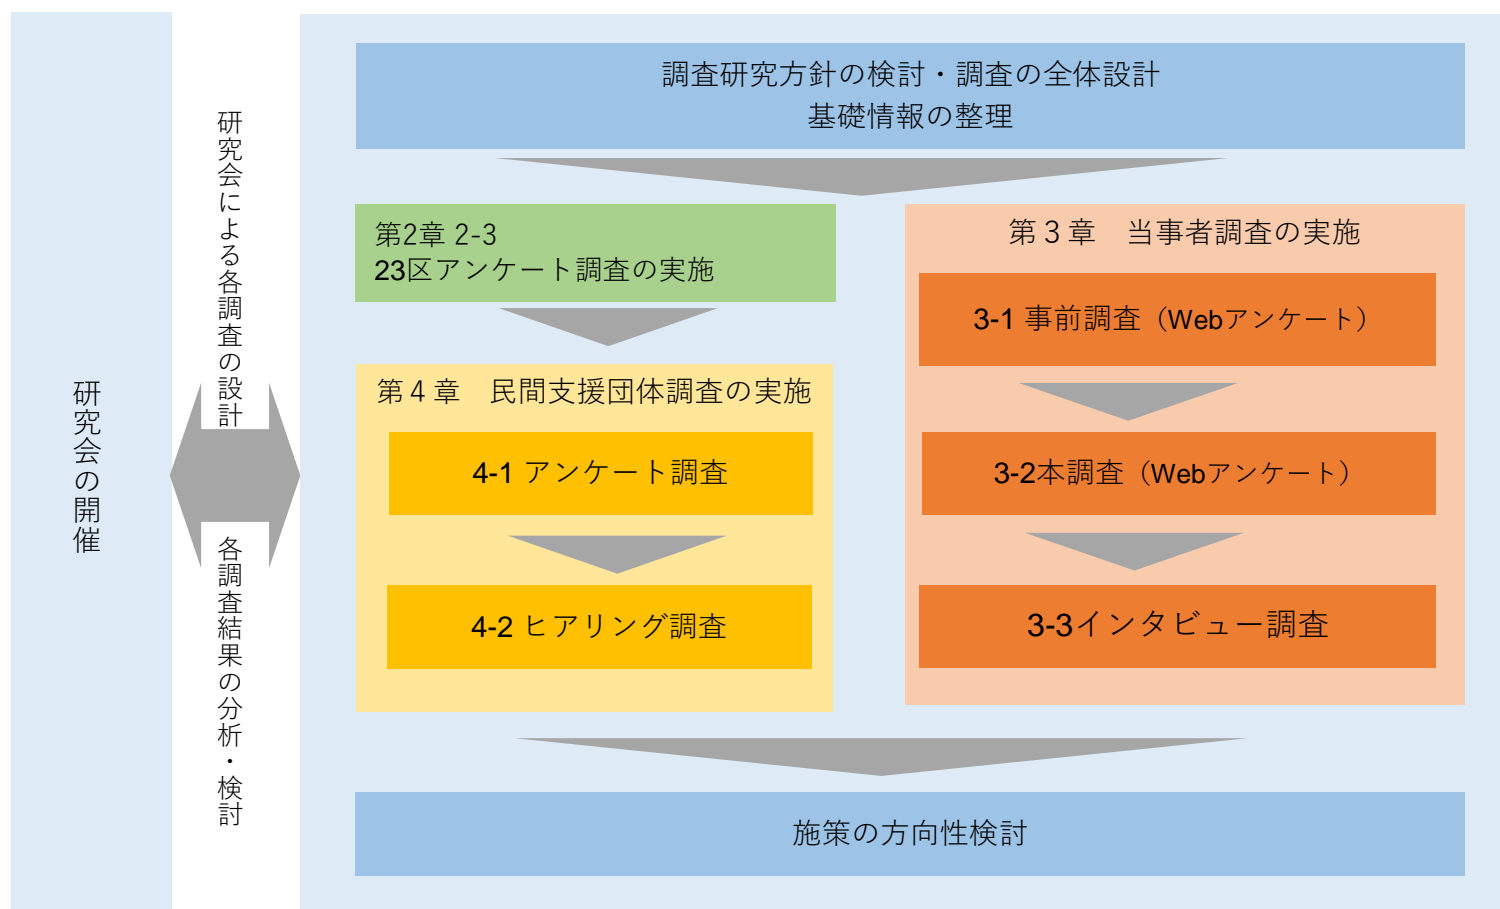 研究会の開催
研究会による各調査の設計
各調査結果の分析・検討
調査研究方針の検討・調査の全体設計
基礎情報の整理
第2章 2-3
23区アンケート調査の実施
第４章　民間支援団体調査の実施
4-1 アンケート調査
4-2 ヒアリング調査
第３章　当事者調査の実施
3-1 事前調査（Webアンケート）
3-2本調査（Webアンケート）
3-3インタビュー調査
施策の方向性検討